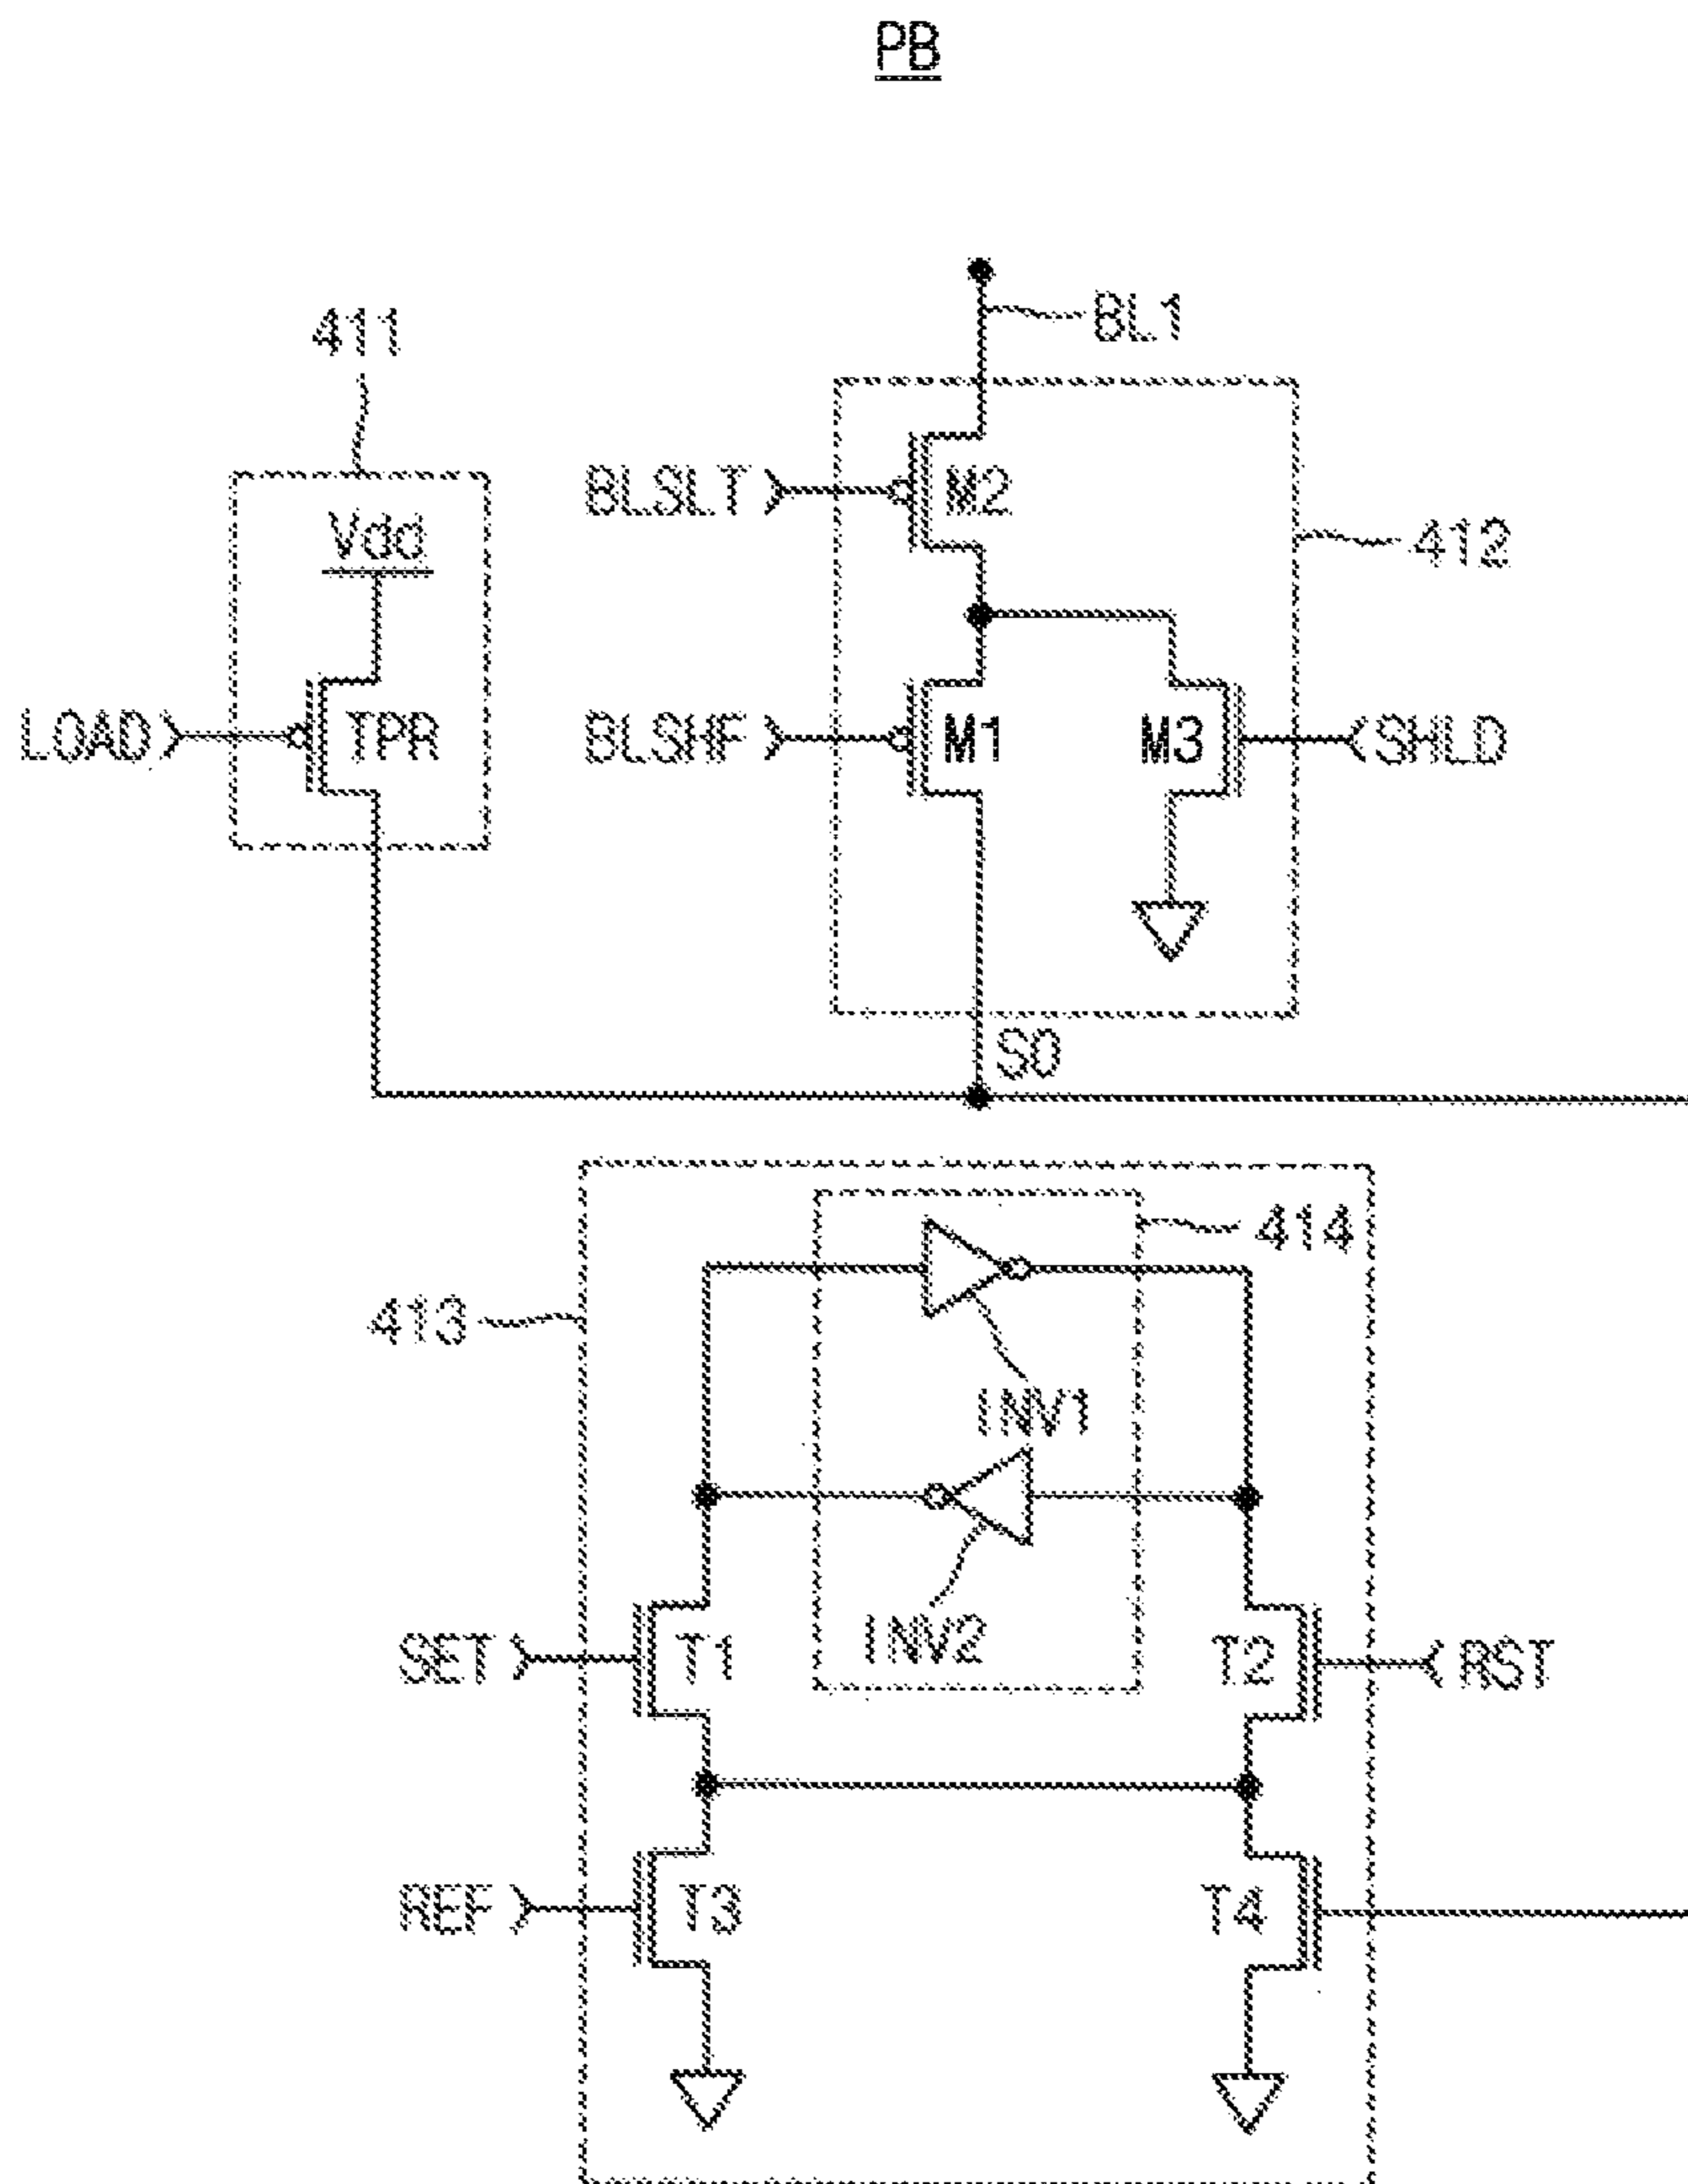 PB
BL1
411
BLSLT
M2
412
Vdd
LOAD
TPR
BLSHF
M1
M3
SHLD
SO
414
413
INV1
INV2
SET
T1
T2
RST
REF
T3
T4